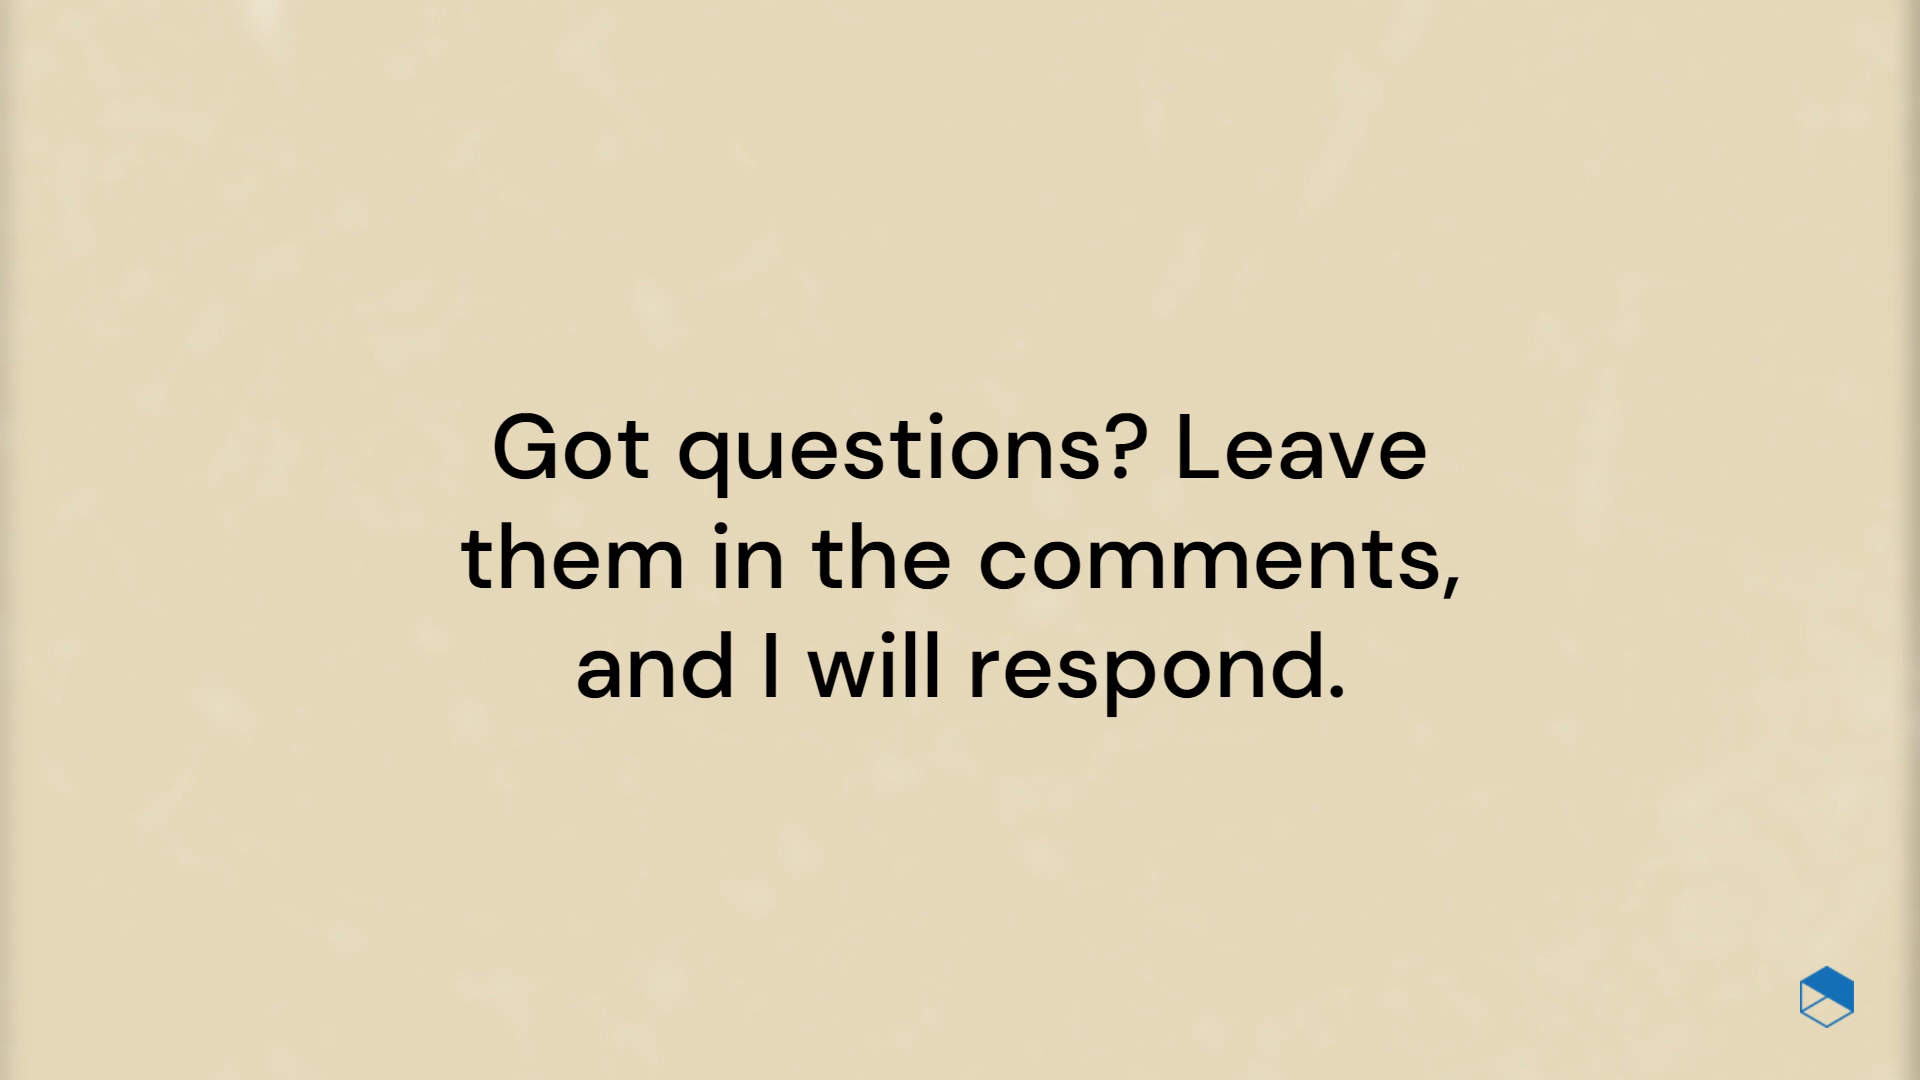 Got questions? Leave
them in the comments,
and I will respond.